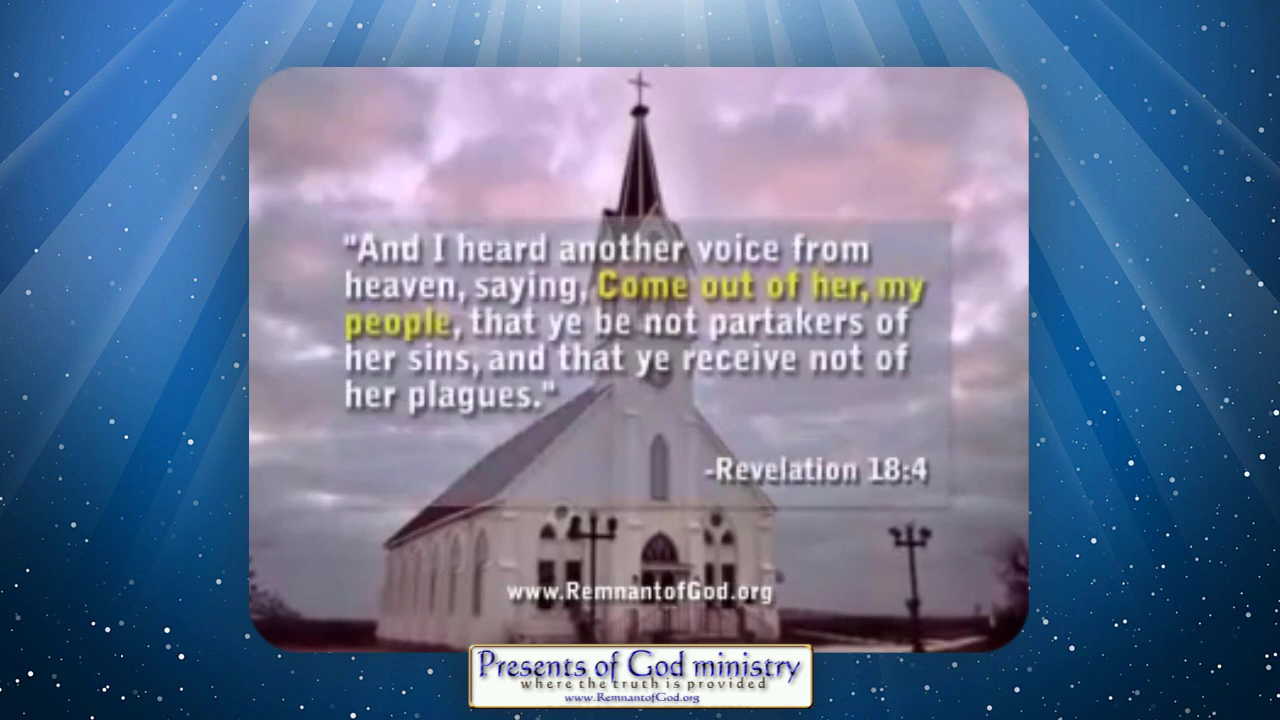 "And I heard another voice from
heaven, saying, Come out of her, my
people, that ye be not partakers of
her sins, and that ye receive not of
her plagues."
-Revelation 18:4
www.RemnantofGod.org
Presents of God ministry
where the truth is provided
www.RemnantofGod.org